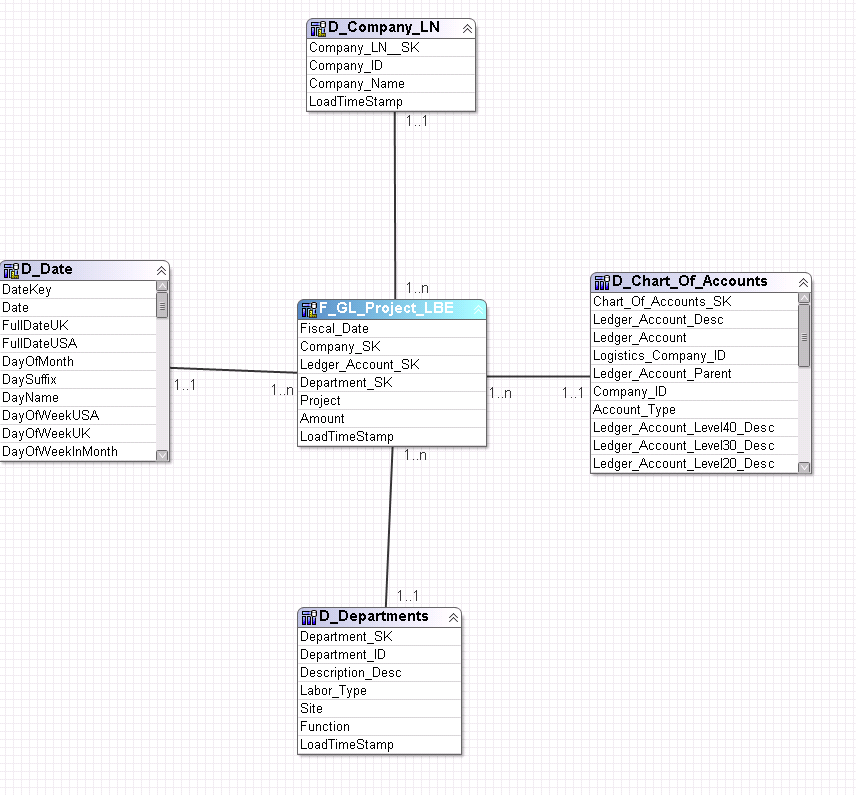 D_Company_LN
Company_LN__SK
Company_ID
Company_Name
LoadTimeStamp
1..1
1..n
D_Date
DateKey
Date
FullDateUK
FullDateUSA
DayOfMonth
DaySuffix
DayName
DayOfWeekUSA
DayOfWeekUK
DayOfWeekInMonth
1..1
1..n
F_GL_Project_LBE
Fiscal_Date
Company_SK
Ledger_Account_SK
Department_SK
Project
Amount
LoadTimeStamp
1..n
1..1
D_Chart_Of_Accounts
Chart_Of_Accounts_SK
Ledger_Account_Desc
Ledger_Account
Logistics_Company_ID
Ledger_Account_Parent
Company_ID
Account_Type
Ledger_Account_Level40_Desc
Ledger_Account_Level30_Desc
Ledger_Account_Level20_Desc
1..n
1..1
D_Departments
Department_SK
Department_ID
Description_Desc
Labor_Type
Site
Function
LoadTimeStamp